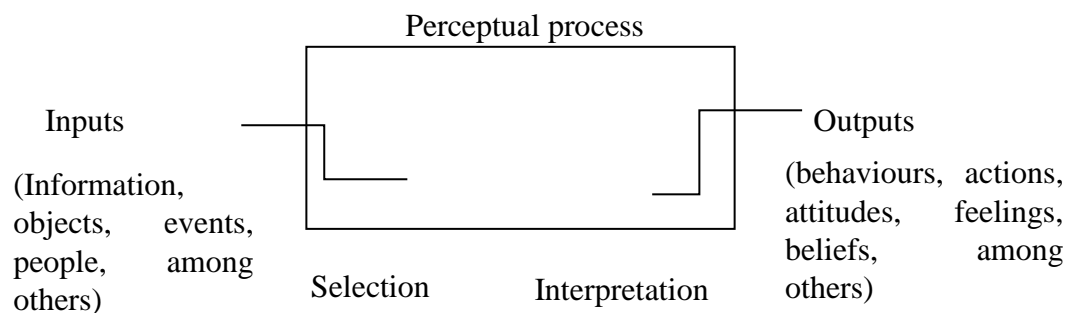 Perceptual process
Inputs
(Information,
objects, events,
people, among
others)
Selection
Interpretation
Outputs
(behaviours, actions,
attitudes, feelings,
beliefs, among
others)